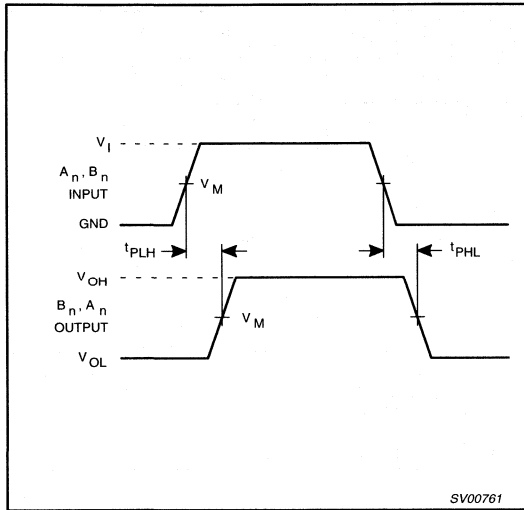 V_I
A_n, B_n
INPUT
V_M
GND
t_PLH
t_PHL
V_OH
B_n, A_n
OUTPUT
V_M
V_OL
SV00761